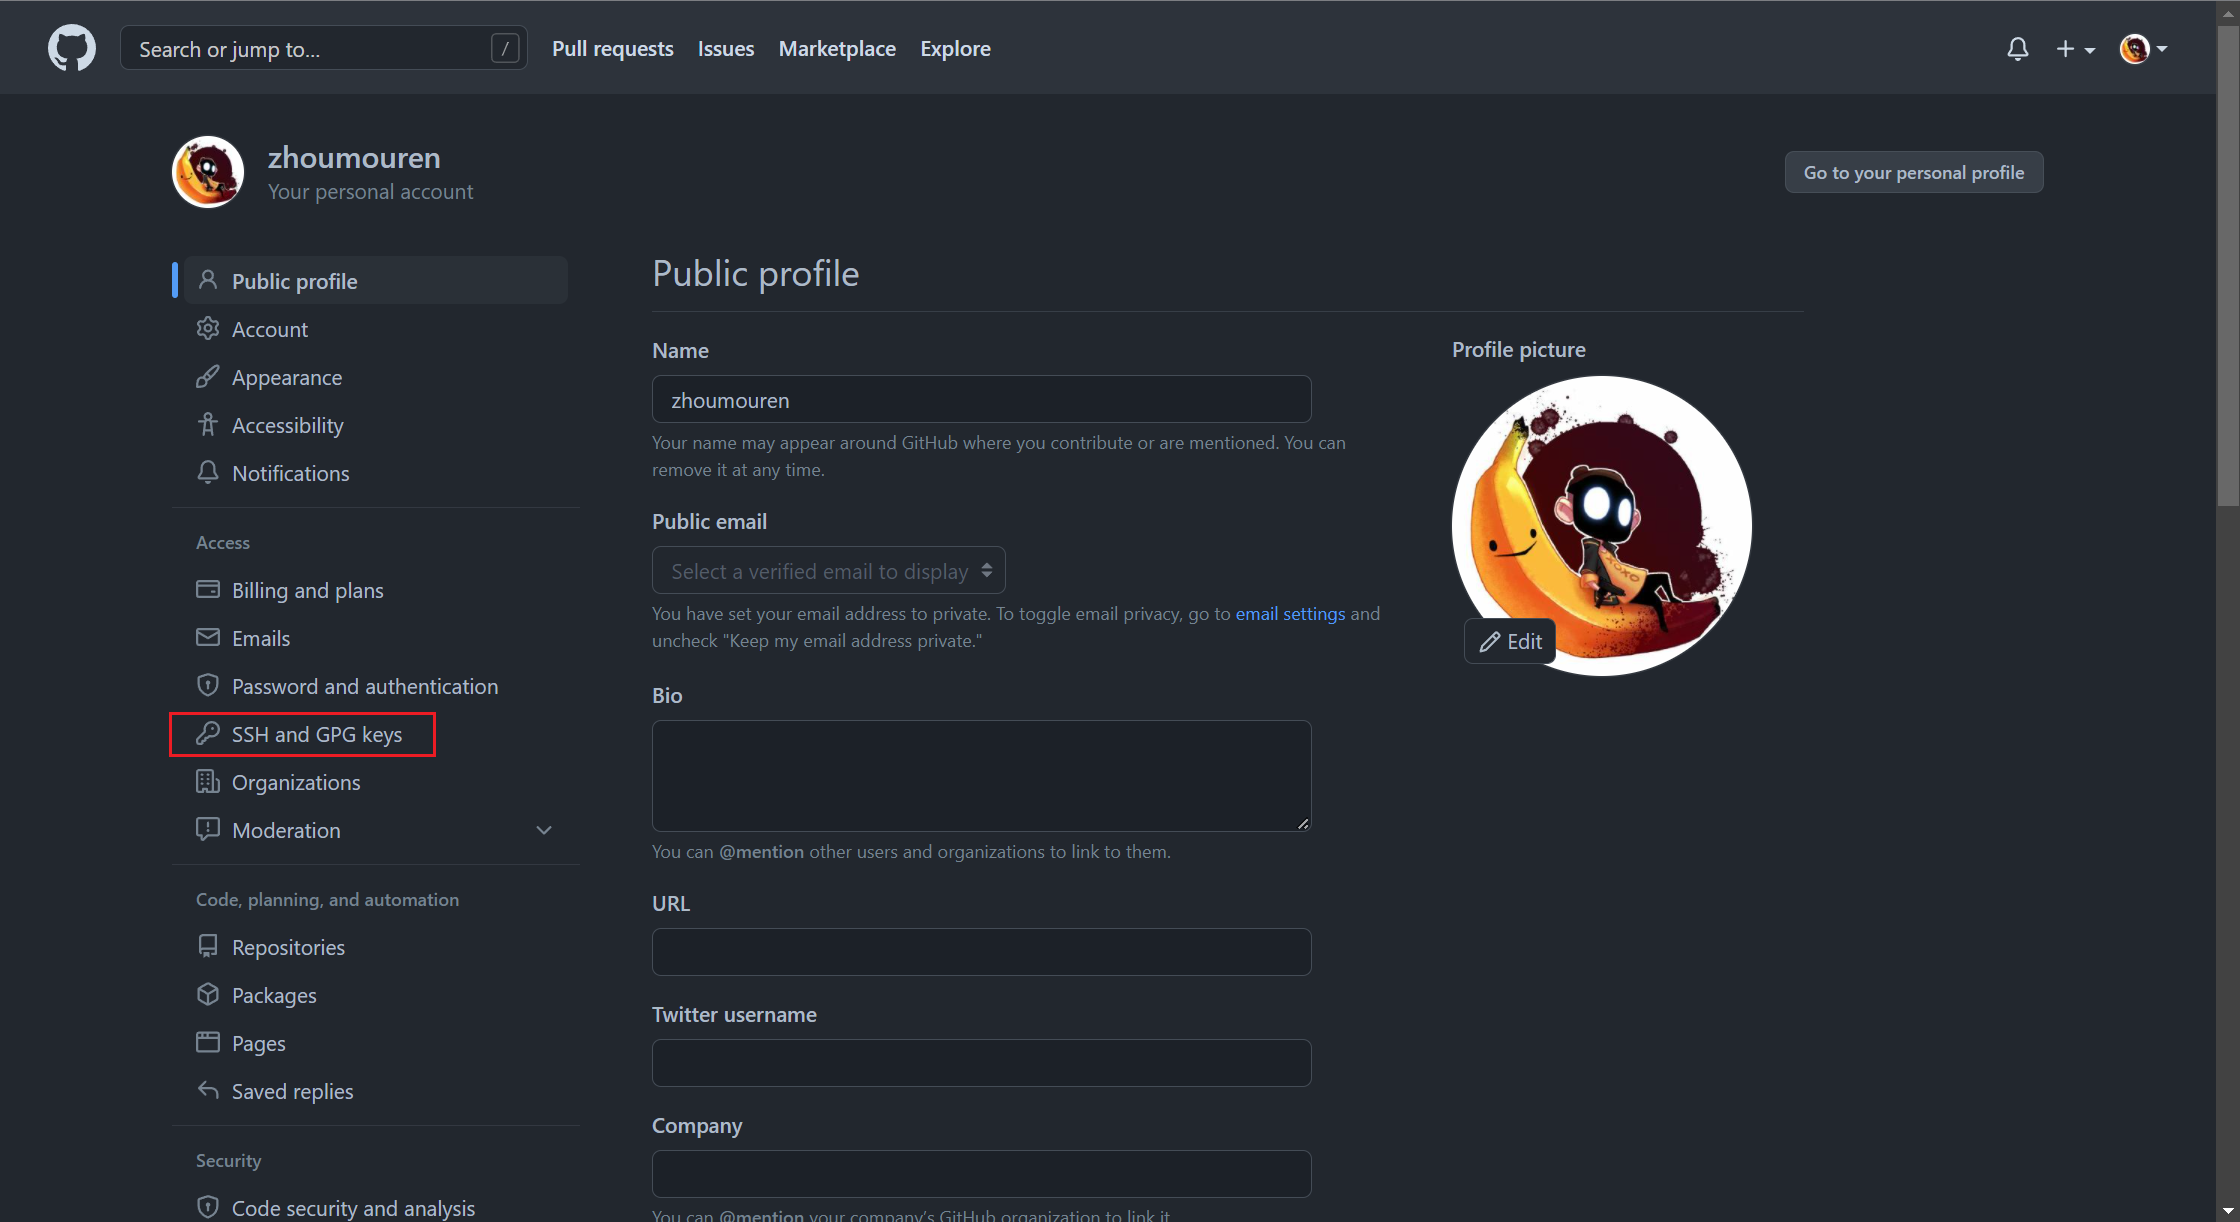 Search or jump to...
/
Pull requests
Issues
Marketplace
Explore
zhoumouren
Your personal account
Go to your personal profile
Public profile
Account
Appearance
Accessibility
Notifications
Access
Billing and plans
Emails
Password and authentication
SSH and GPG keys
Organizations
Moderation
Code, planning, and automation
Repositories
Packages
Pages
Saved replies
Security
Code security and analysis
Public profile
Name
zhoumouren
Your name may appear around GitHub where you contribute or are mentioned. You can
remove it at any time.
Public email
Select a verified email to display
You have set your email address to private. To toggle email privacy, go to email settings and
uncheck "Keep my email address private."
Bio
You can @mention other users and organizations to link to them.
URL
Twitter username
Company
You can @mention your company's GitHub organization to link it.
Profile picture
XOXO
Edit